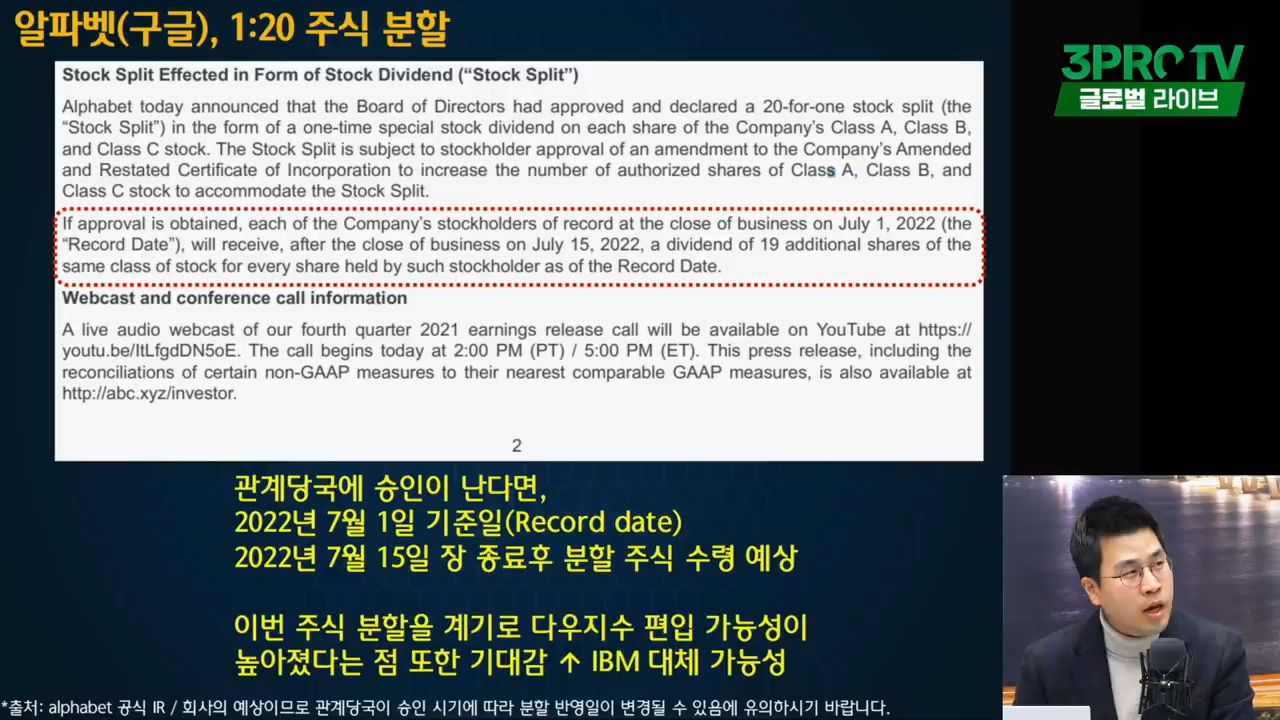 알파벳(구글), 1:20 주식 분할
3PRO TV
글로벌 라이브
Stock Split Effected in Form of Stock Dividend (“Stock Split”)
Alphabet today announced that the Board of Directors had approved and declared a 20-for-one stock split (the
“Stock Split”) in the form of a one-time special stock dividend on each share of the Company’s Class A, Class B,
and Class C stock. The Stock Split is subject to stockholder approval of an amendment to the Company’s Amended
and Restated Certificate of Incorporation to increase the number of authorized shares of Class A, Class B, and
Class C stock to accommodate the Stock Split.
If approval is obtained, each of the Company’s stockholders of record at the close of business on July 1, 2022 (the
“Record Date”), will receive, after the close of business on July 15, 2022, a dividend of 19 additional shares of the
same class of stock for every share held by such stockholder as of the Record Date.
Webcast and conference call information
A live audio webcast of our fourth quarter 2021 earnings release call will be available on YouTube at https://
youtu.be/ItLfgdDN5oE. The call begins today at 2:00 PM (PT) / 5:00 PM (ET). This press release, including the
reconciliations of certain non-GAAP measures to their nearest comparable GAAP measures, is also available at
http://abc.xyz/investor.
2
관계당국에 승인이 난다면,
2022년 7월 1일 기준일(Record date)
2022년 7월 15일 장 종료후 분할 주식 수령 예상
이번 주식 분할을 계기로 다우지수 편입 가능성이
높아졌다는 점 또한 기대감 ↑ IBM 대체 가능성
*출처: alphabet 공식 IR / 회사의 예상이므로 관계당국이 승인 시기에 따라 분할 반영일이 변경될 수 있음에 유의하시기 바랍니다.